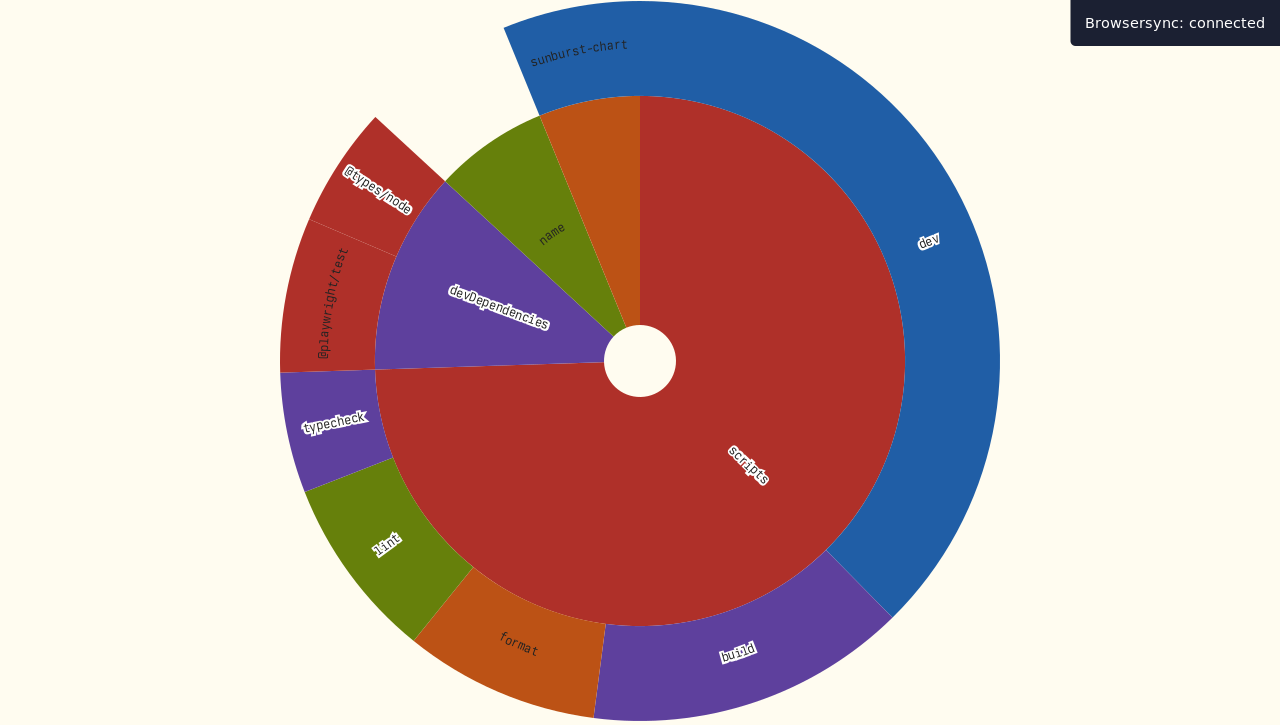 Browsersync: connected
sunburst-chart
dev
@types/node
name
@playwright/test
devDependencies
typecheck
scripts
lint
format
build